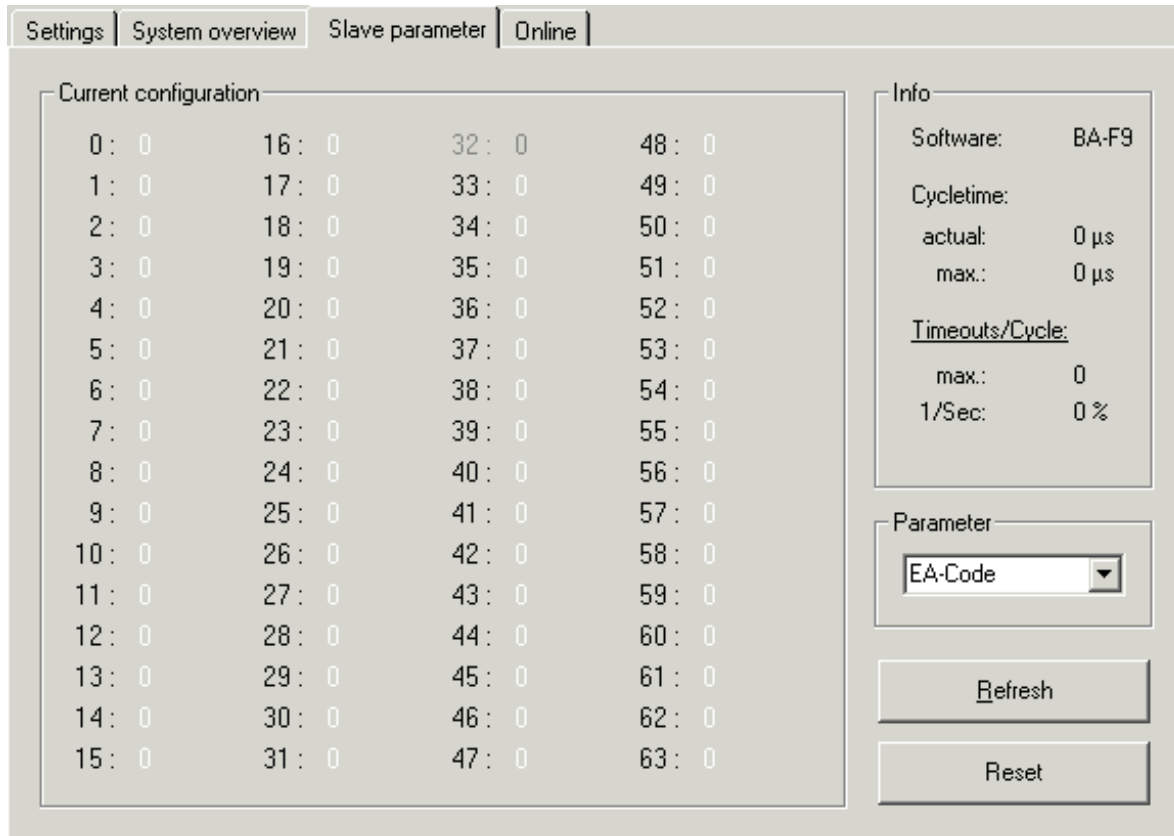 Settings System overview Slave parameter Online
Current configuration
0 : 0 16 : 0 32 : 0 48 : 0
1 : 0 17 : 0 33 : 0 49 : 0
2 : 0 18 : 0 34 : 0 50 : 0
3 : 0 19 : 0 35 : 0 51 : 0
4 : 0 20 : 0 36 : 0 52 : 0
5 : 0 21 : 0 37 : 0 53 : 0
6 : 0 22 : 0 38 : 0 54 : 0
7 : 0 23 : 0 39 : 0 55 : 0
8 : 0 24 : 0 40 : 0 56 : 0
9 : 0 25 : 0 41 : 0 57 : 0
10 : 0 26 : 0 42 : 0 58 : 0
11 : 0 27 : 0 43 : 0 59 : 0
12 : 0 28 : 0 44 : 0 60 : 0
13 : 0 29 : 0 45 : 0 61 : 0
14 : 0 30 : 0 46 : 0 62 : 0
15 : 0 31 : 0 47 : 0 63 : 0
Info
Software: BA-F9
Cycletime:
actual: 0 µs
max.: 0 µs
Timeouts/Cycle:
max.: 0
1/Sec: 0 %
Parameter
EA-Code
Refresh
Reset